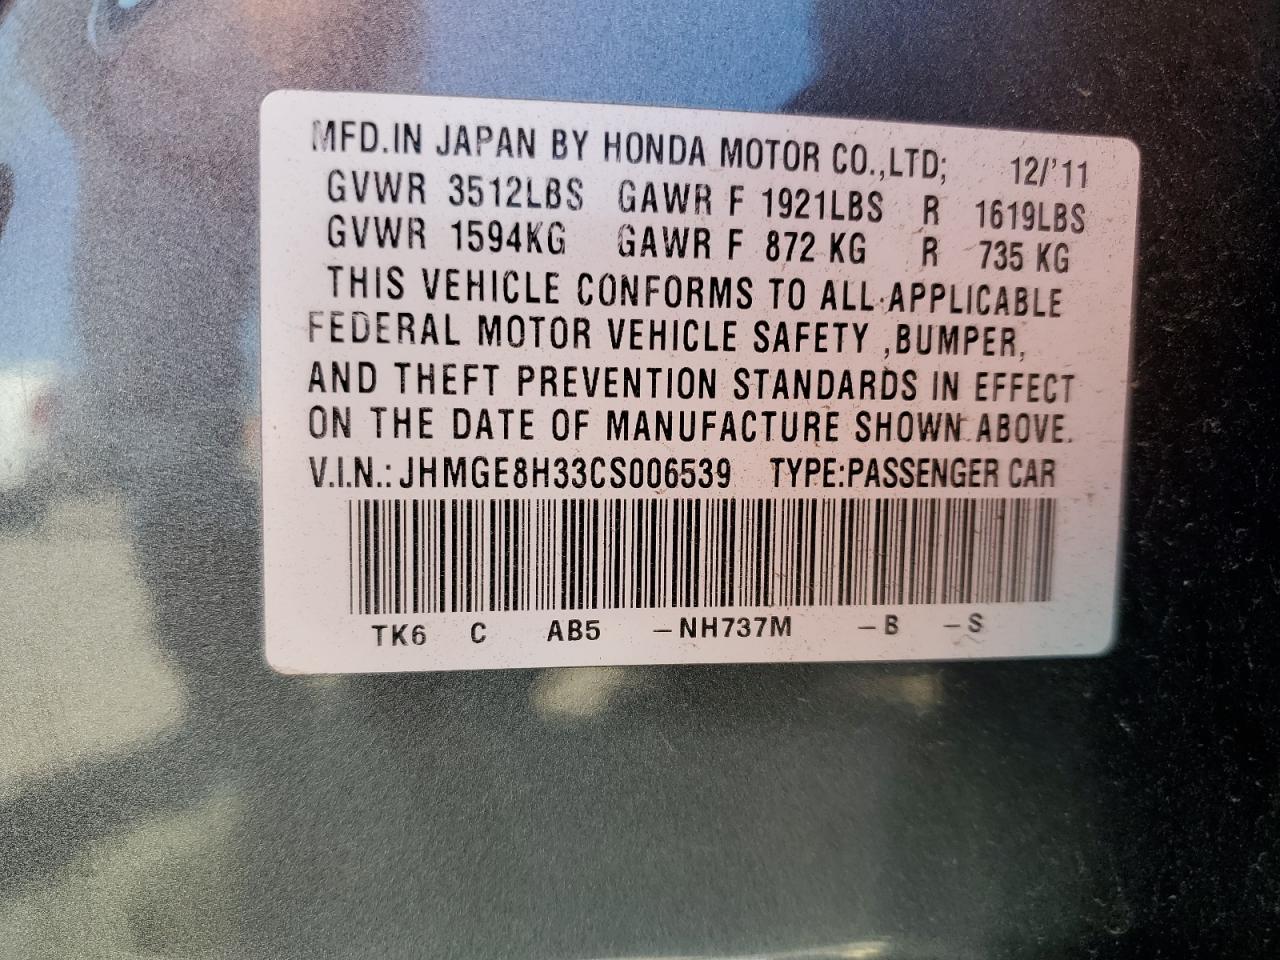 MFD.IN JAPAN BY HONDA MOTOR CO.,LTD; 12/'11
GVWR 3512LBS GAWR F 1921LBS R 1619LBS
GVWR 1594KG GAWR F 872 KG R 735 KG
THIS VEHICLE CONFORMS TO ALL APPLICABLE
FEDERAL MOTOR VEHICLE SAFETY ,BUMPER,
AND THEFT PREVENTION STANDARDS IN EFFECT
ON THE DATE OF MANUFACTURE SHOWN ABOVE.
V.I.N.: JHMGE8H33CS006539 TYPE:PASSENGER CAR
TK6 C AB5 –NH737M –B –S